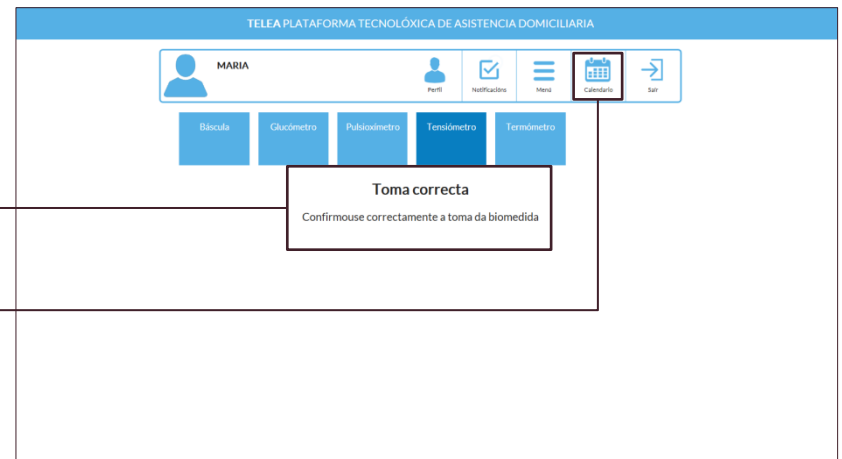 TELEA PLATAFORMA TECNOLÓXICA DE ASISTENCIA DOMICILIARIA
MARIA
Perfil
Notificacións
Menú
Calendario
Sair
Báscula
Glucómetro
Pulsioxímetro
Tensiómetro
Termómetro
Toma correcta
Confirmouse correctamente a toma da biomedida